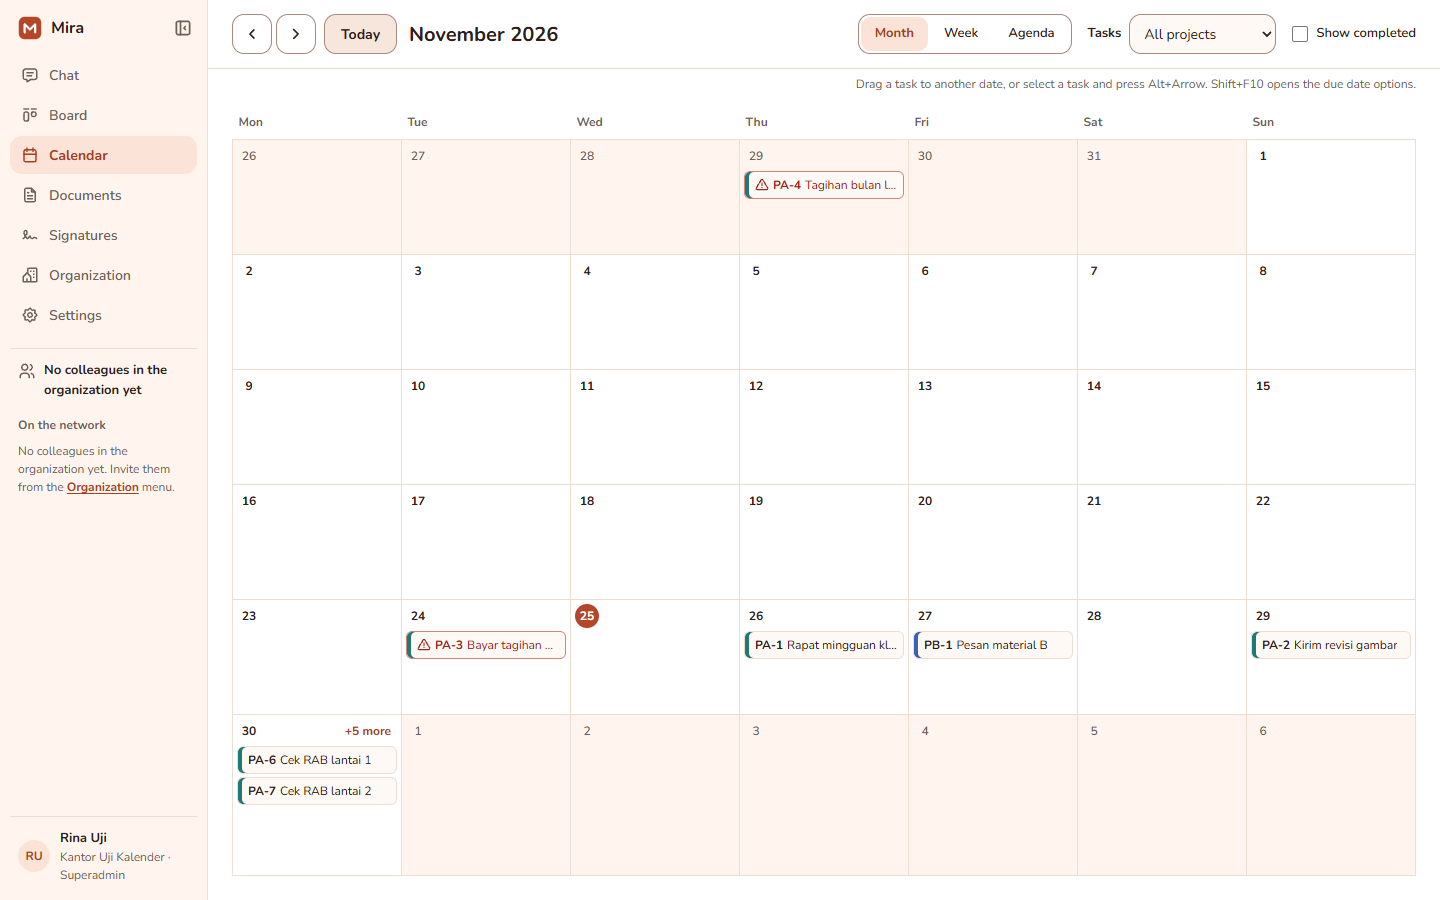 Mira
Chat
Board
Calendar
Documents
Signatures
Organization
Settings
No colleagues in the
organization yet
On the network
No colleagues in the
organization yet. Invite them
from the Organization menu.
RU
Rina Uji
Kantor Uji Kalender ·
Superadmin
Today
November 2026
Month Week Agenda
Tasks
All projects
Show completed
Drag a task to another date, or select a task and press Alt+Arrow. Shift+F10 opens the due date options.
Mon Tue Wed Thu Fri Sat Sun
26 27 28 29 30 31 1
PA-4 Tagihan bulan l...
2 3 4 5 6 7 8
9 10 11 12 13 14 15
16 17 18 19 20 21 22
23 24 25 26 27 28 29
PA-3 Bayar tagihan ... PA-1 Rapat mingguan kl... PB-1 Pesan material B PA-2 Kirim revisi gambar
30 +5 more 1 2 3 4 5 6
PA-6 Cek RAB lantai 1
PA-7 Cek RAB lantai 2